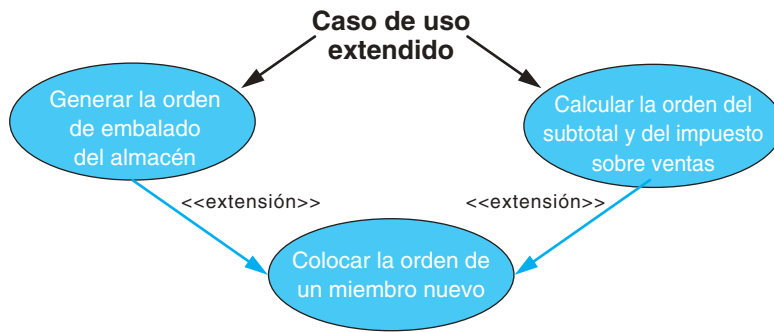 Caso de uso
extendido
Generar la orden
de embalado
del almacén
Calcular la orden del
subtotal y del impuesto
sobre ventas
<<extensión>>
<<extensión>>
Colocar la orden de
un miembro nuevo